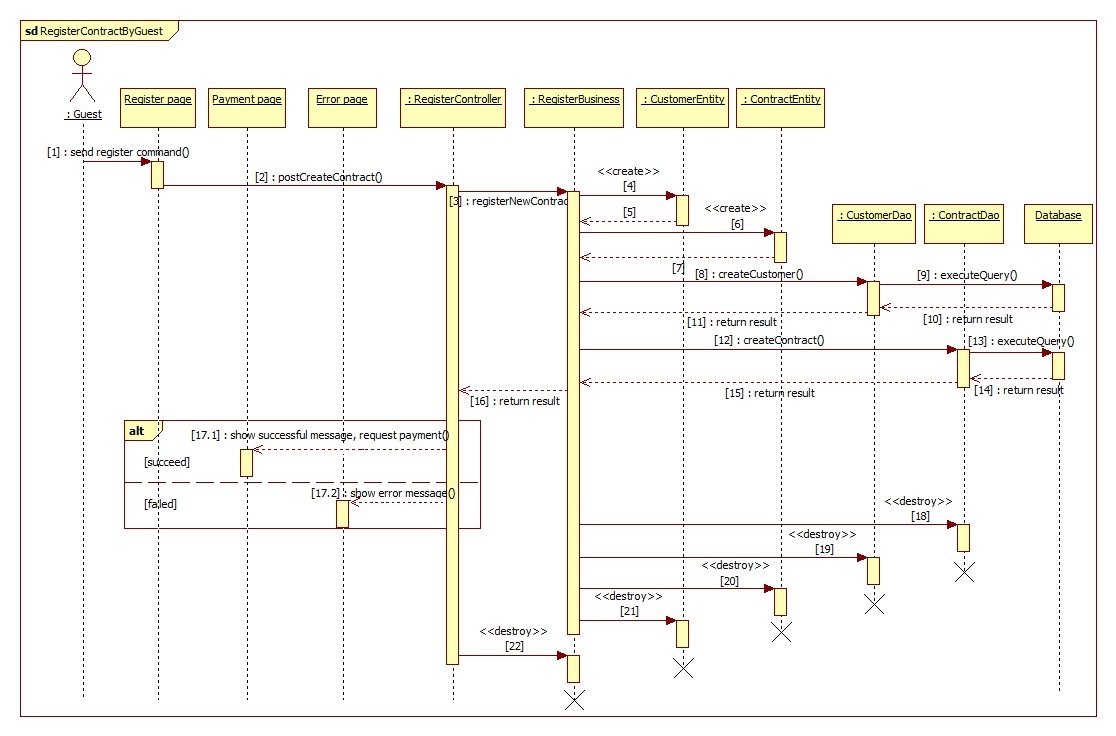 sd RegisterContractByGuest
: Guest
Register page
Payment page
Error page
: RegisterController
: RegisterBusiness
: CustomerEntity
: ContractEntity
: CustomerDao
: ContractDao
Database
[1] : send register command()
[2] : postCreateContract()
[3] : registerNewContrac
<<create>>
[4]
[5]
<<create>>
[6]
[7]
[8] : createCustomer()
[9] : executeQuery()
[10] : return result
[11] : return result
[12] : createContract()
[13] : executeQuery()
[14] : return result
[15] : return result
[16] : return result
alt
[17.1] : show successful message, request payment()
[succeed]
[17.2] : show error message()
[failed]
<<destroy>>
[18]
<<destroy>>
[19]
<<destroy>>
[20]
<<destroy>>
[21]
<<destroy>>
[22]